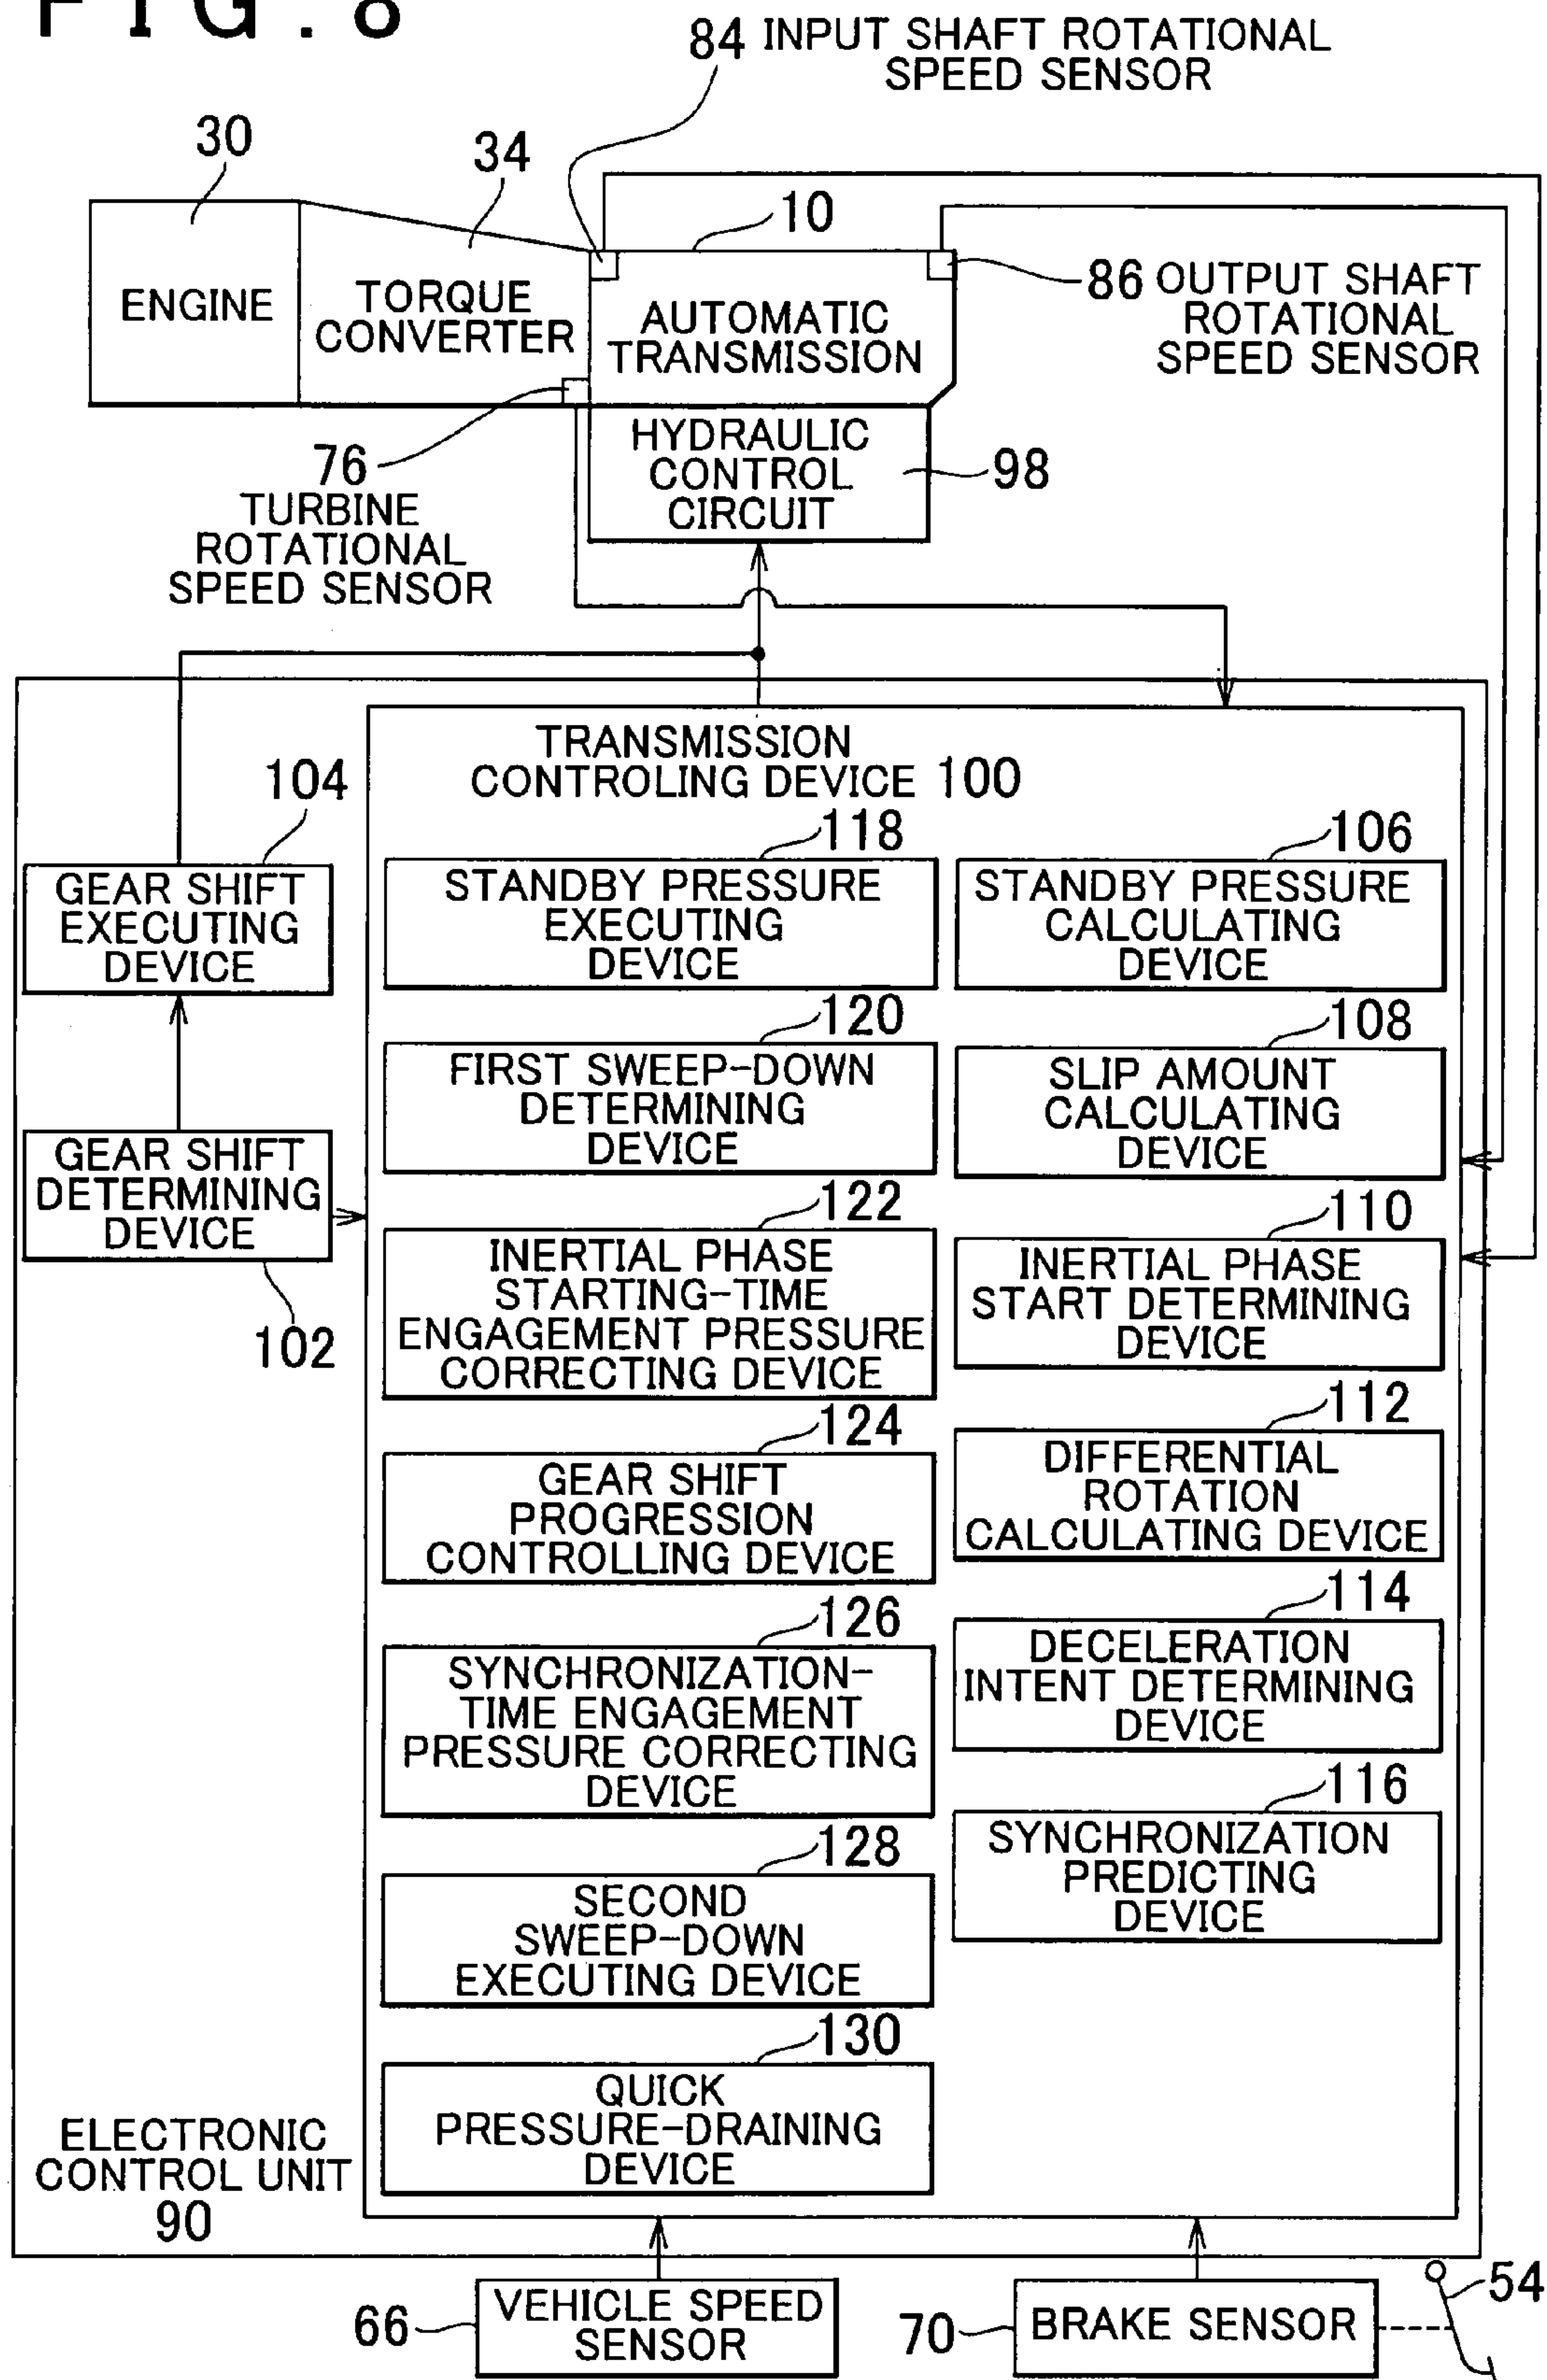 FIG. 8
84 INPUT SHAFT ROTATIONAL
SPEED SENSOR
30
34
10
ENGINE
TORQUE
CONVERTER
AUTOMATIC
TRANSMISSION
86 OUTPUT SHAFT
ROTATIONAL
SPEED SENSOR
HYDRAULIC
CONTROL
CIRCUIT
98
76
TURBINE
ROTATIONAL
SPEED SENSOR
TRANSMISSION
CONTROLING DEVICE 100
104
GEAR SHIFT
EXECUTING
DEVICE
GEAR SHIFT
DETERMINING
DEVICE
102
118
STANDBY PRESSURE
EXECUTING
DEVICE
120
FIRST SWEEP-DOWN
DETERMINING
DEVICE
122
INERTIAL PHASE
STARTING-TIME
ENGAGEMENT PRESSURE
CORRECTING DEVICE
124
GEAR SHIFT
PROGRESSION
CONTROLLING DEVICE
126
SYNCHRONIZATION-
TIME ENGAGEMENT
PRESSURE CORRECTING
DEVICE
128
SECOND
SWEEP-DOWN
EXECUTING DEVICE
130
QUICK
PRESSURE-DRAINING
DEVICE
106
STANDBY PRESSURE
CALCULATING
DEVICE
108
SLIP AMOUNT
CALCULATING
DEVICE
110
INERTIAL PHASE
START DETERMINING
DEVICE
112
DIFFERENTIAL
ROTATION
CALCULATING DEVICE
114
DECELERATION
INTENT DETERMINING
DEVICE
116
SYNCHRONIZATION
PREDICTING
DEVICE
ELECTRONIC
CONTROL UNIT
90
66
VEHICLE SPEED
SENSOR
70
BRAKE SENSOR
54